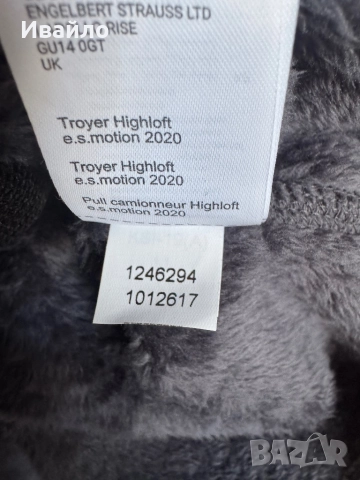 Ивайло
ENGELBERT STRAUSS LTD
RISE
GU14 0GT
UK
Troyer Highloft
e.s.motion 2020
Troyer Highloft
e.s.motion 2020
Pull camionneur Highloft
e.s.motion 2020
1246294
1012617
BAZAR